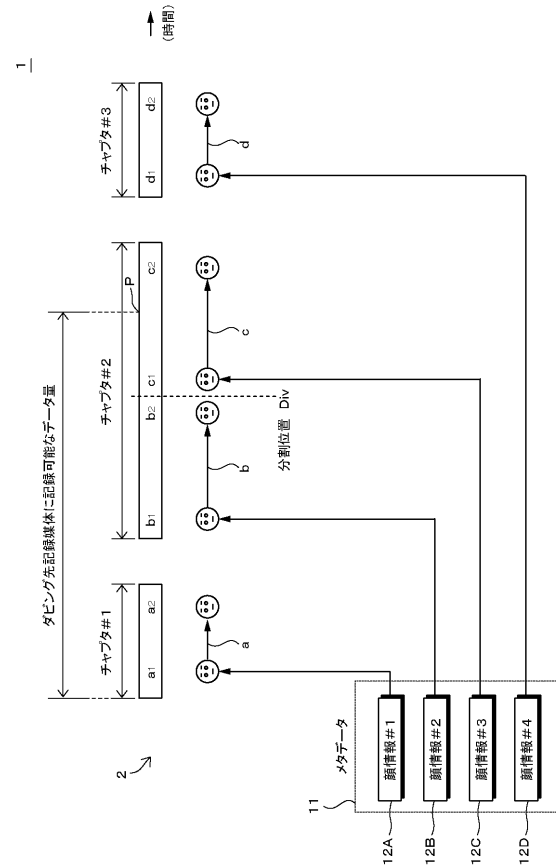 1
(時間)
ダビング先記録媒体に記録可能なデータ量
チャプタ#1
チャプタ#2
チャプタ#3
P
2
a1 a2
b1 b2 c1 c2
d1 d2
a
b
c
d
分割位置 Div
メタデータ
11
顔情報#1
顔情報#2
顔情報#3
顔情報#4
12A
12B
12C
12D